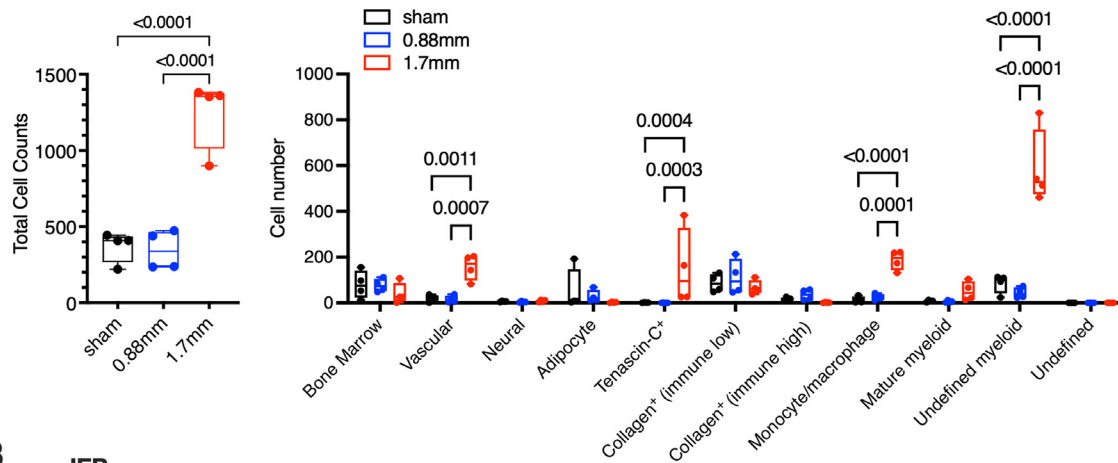 <0.0001
<0.0001
1500
1000
500
0
Total Cell Counts
sham
0.88mm
1.7mm
sham
0.88mm
1.7mm
1000
800
600
400
200
0
Cell number
0.0011
0.0007
0.0004
0.0003
<0.0001
0.0001
<0.0001
<0.0001
Bone Marrow
Vascular
Neural
Adipocyte
Tenascin-C⁺
Collagen⁺ (immune low)
Collagen⁺ (immune high)
Monocyte/macrophage
Mature myeloid
Undefined myeloid
Undefined